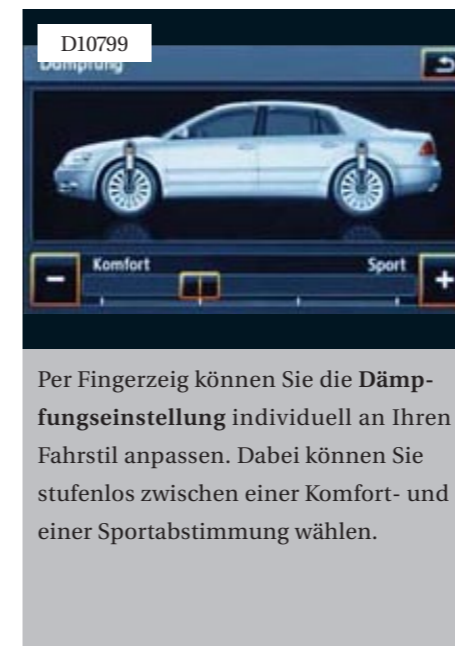 D10799
Dämpfung
Komfort Sport
− +
Per Fingerzeig können Sie die Dämp-
fungseinstellung individuell an Ihren
Fahrstil anpassen. Dabei können Sie
stufenlos zwischen einer Komfort- und
einer Sportabstimmung wählen.